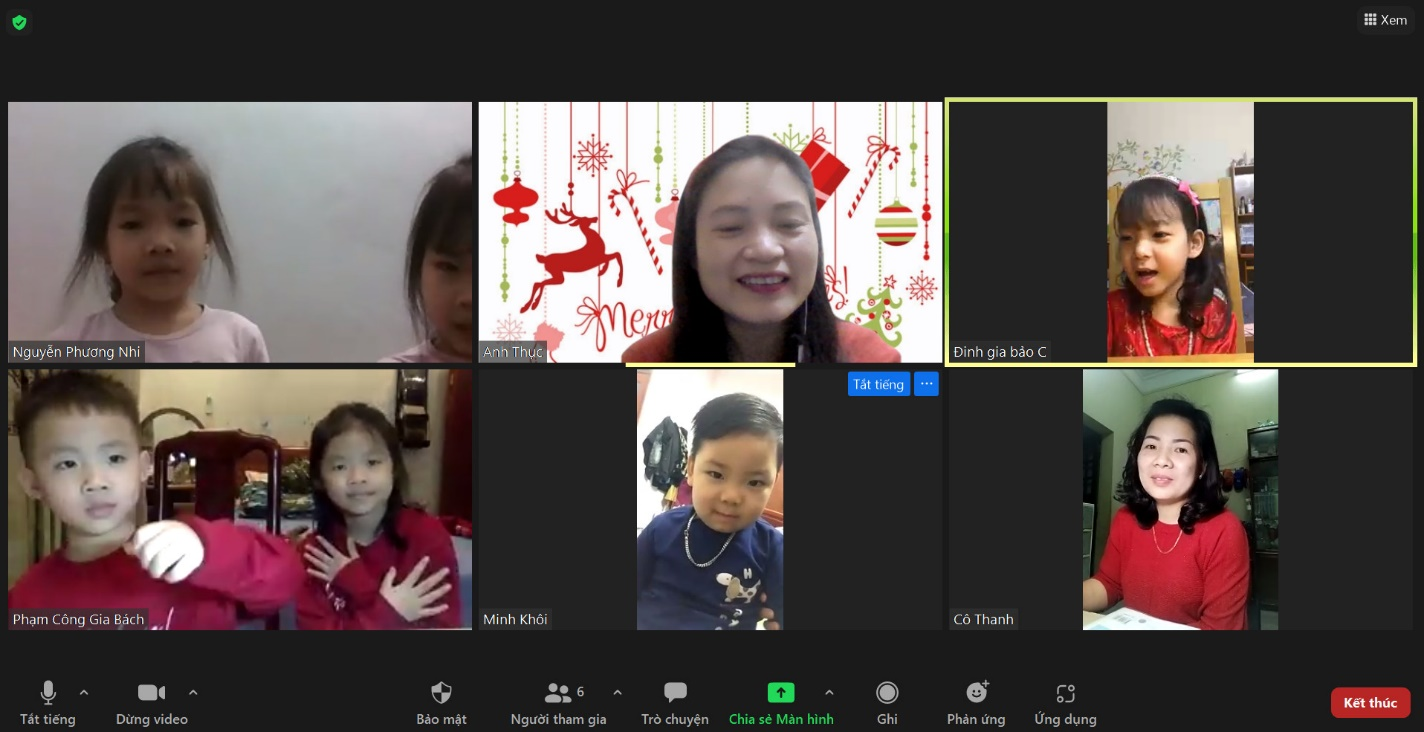 Xem
Nguyễn Phương Nhi
Anh Thục
Đinh gia bảo C
Phạm Công Gia Bách
Tắt tiếng
Minh Khôi
Cô Thanh
Tắt tiếng
Dừng video
Bảo mật
6
Người tham gia
Trò chuyện
Chia sẻ Màn hình
Ghi
Phản ứng
Ứng dụng
Kết thúc